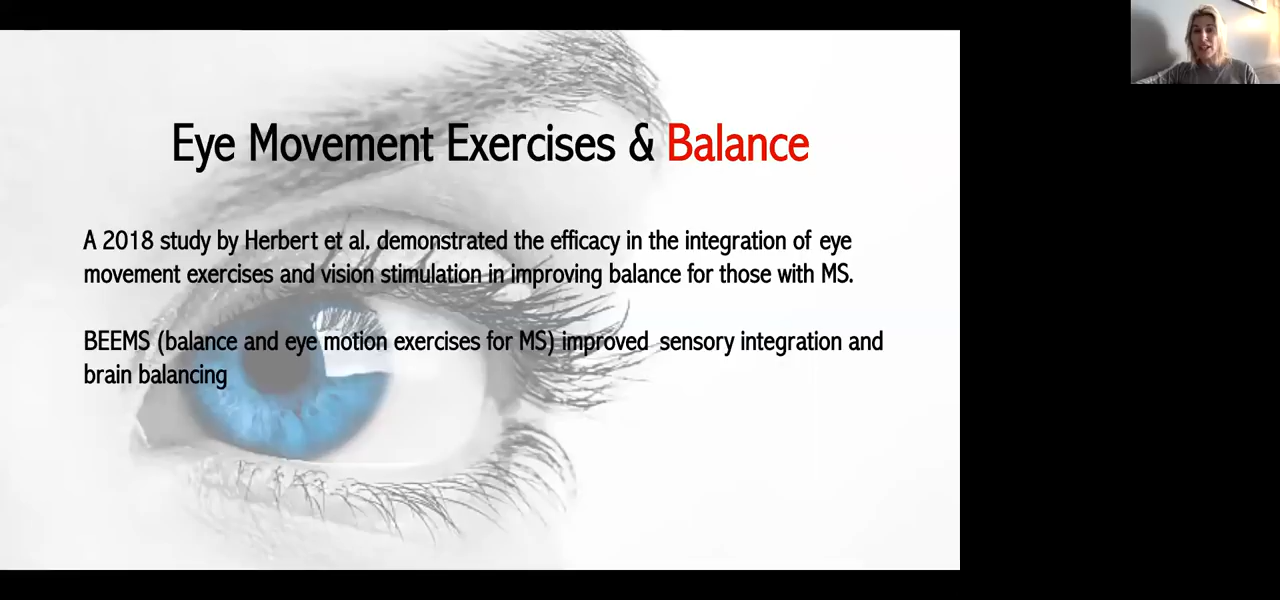 Eye Movement Exercises & Balance
A 2018 study by Herbert et al. demonstrated the efficacy in the integration of eye
movement exercises and vision stimulation in improving balance for those with MS.
BEEMS (balance and eye motion exercises for MS) improved  sensory integration and
brain balancing